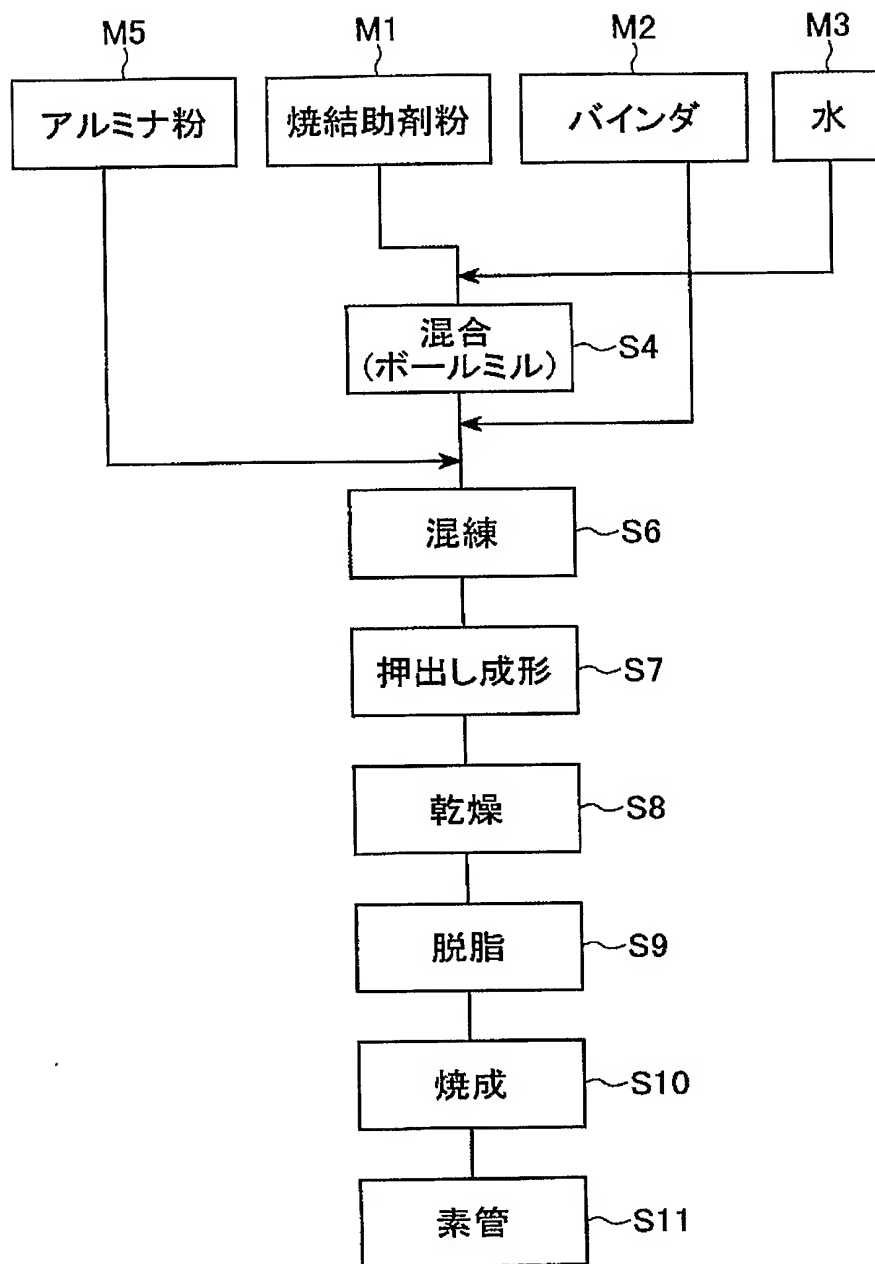 M5
M1
M2
M3
アルミナ粉
焼結助剤粉
バインダ
水
混合
(ボールミル)
S4
混練
S6
押出し成形
S7
乾燥
S8
脱脂
S9
焼成
S10
素管
S11